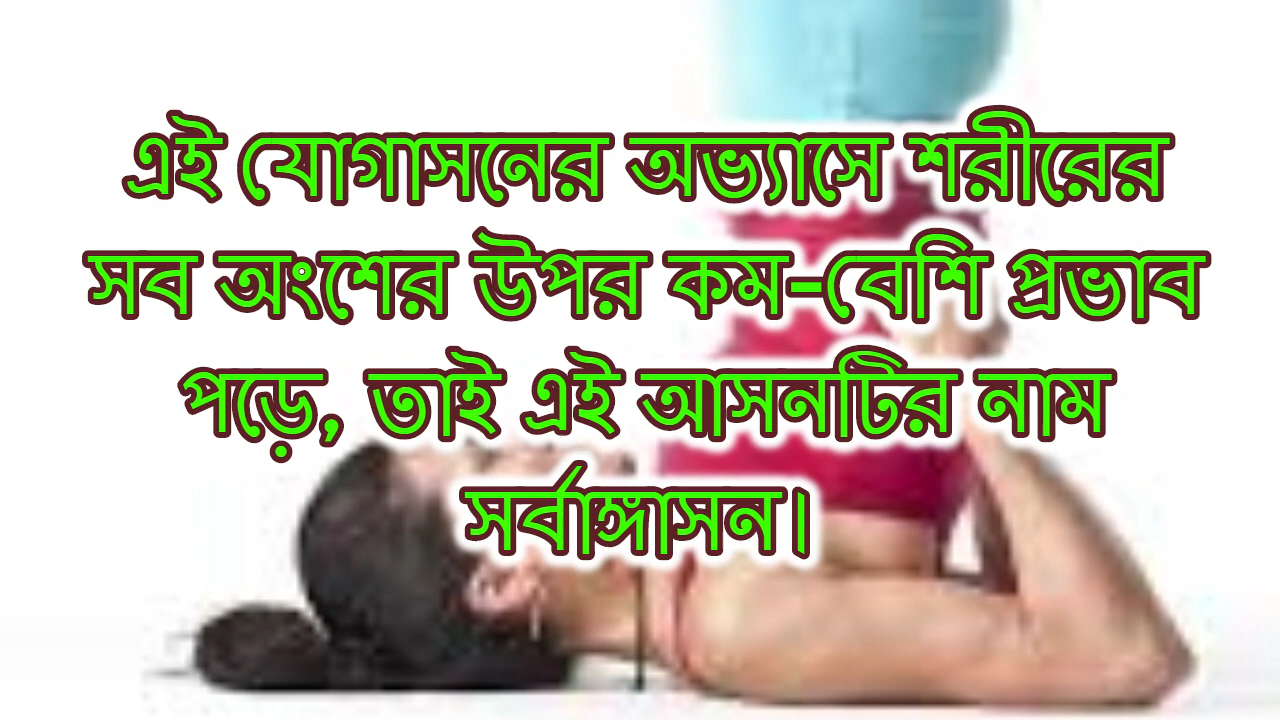 এই যোগাসনের অভ্যাসে শরীরের
সব অংশের উপর কম-বেশি প্রভাব
পড়ে, তাই এই আসনটির নাম
সর্বাঙ্গাসন।